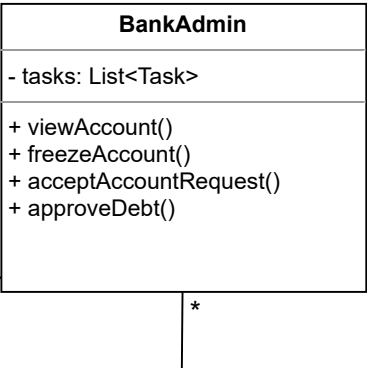 BankAdmin
- tasks: List<Task>
+ viewAccount()
+ freezeAccount()
+ acceptAccountRequest()
+ approveDebt()
*